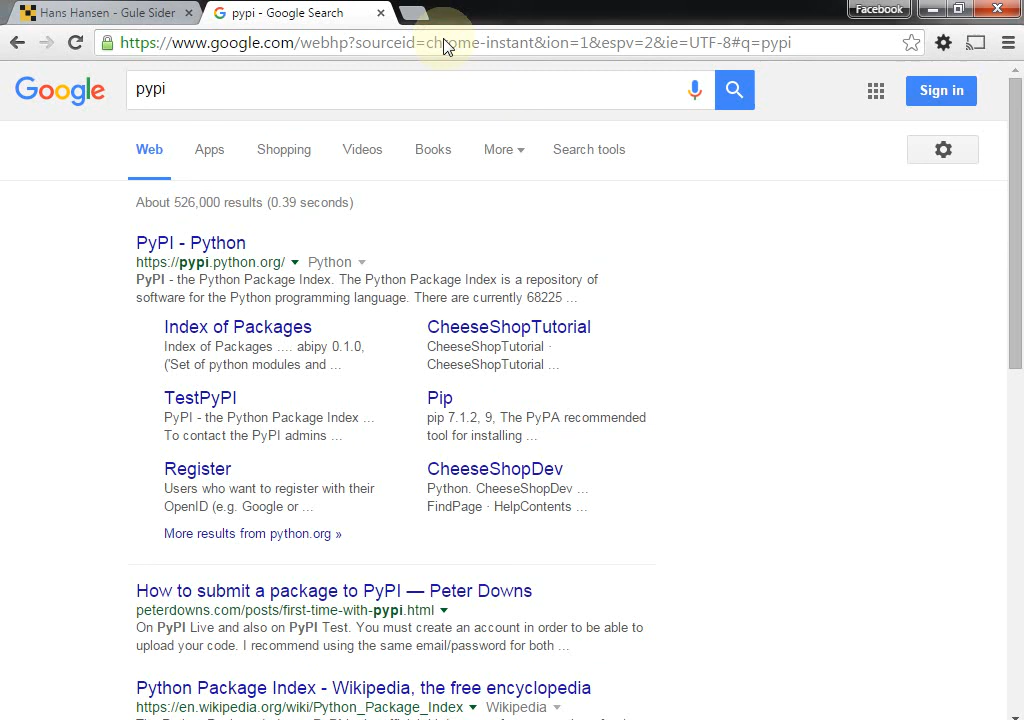 Hans Hansen - Gule Sider
pypi - Google Search
Facebook
https://www.google.com/webhp?sourceid=chrome-instant&ion=1&espv=2&ie=UTF-8#q=pypi
Google
pypi
Sign in
Web Apps Shopping Videos Books More Search tools
About 526,000 results (0.39 seconds)
PyPI - Python
https://pypi.python.org/ Python
PyPI - the Python Package Index. The Python Package Index is a repository of
software for the Python programming language. There are currently 68225 ...
Index of Packages
Index of Packages .... abipy 0.1.0,
('Set of python modules and ...
CheeseShopTutorial
CheeseShopTutorial ·
CheeseShopTutorial ...
TestPyPI
PyPI - the Python Package Index ...
To contact the PyPI admins ...
Pip
pip 7.1.2, 9, The PyPA recommended
tool for installing ...
Register
Users who want to register with their
OpenID (e.g. Google or ...
CheeseShopDev
Python. CheeseShopDev ...
FindPage · HelpContents ...
More results from python.org »
How to submit a package to PyPI — Peter Downs
peterdowns.com/posts/first-time-with-pypi.html
On PyPI Live and also on PyPI Test. You must create an account in order to be able to
upload your code. I recommend using the same email/password for both ...
Python Package Index - Wikipedia, the free encyclopedia
https://en.wikipedia.org/wiki/Python_Package_Index Wikipedia